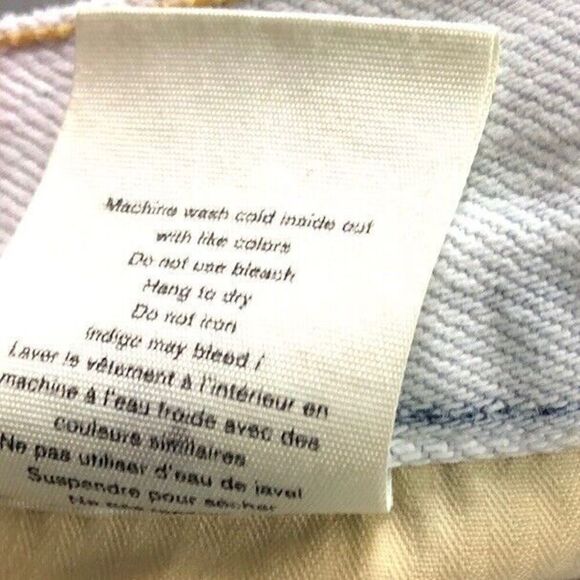 Machine wash cold inside out
with like colors
Do not use bleach
Hang to dry
Do not iron
indigo may bleed /
Laver le vêtement à l'intérieur en
machine à l'eau froide avec des
couleurs similaires
Ne pas utiliser d'eau de javel
Suspendre pour sécher
Ne pas